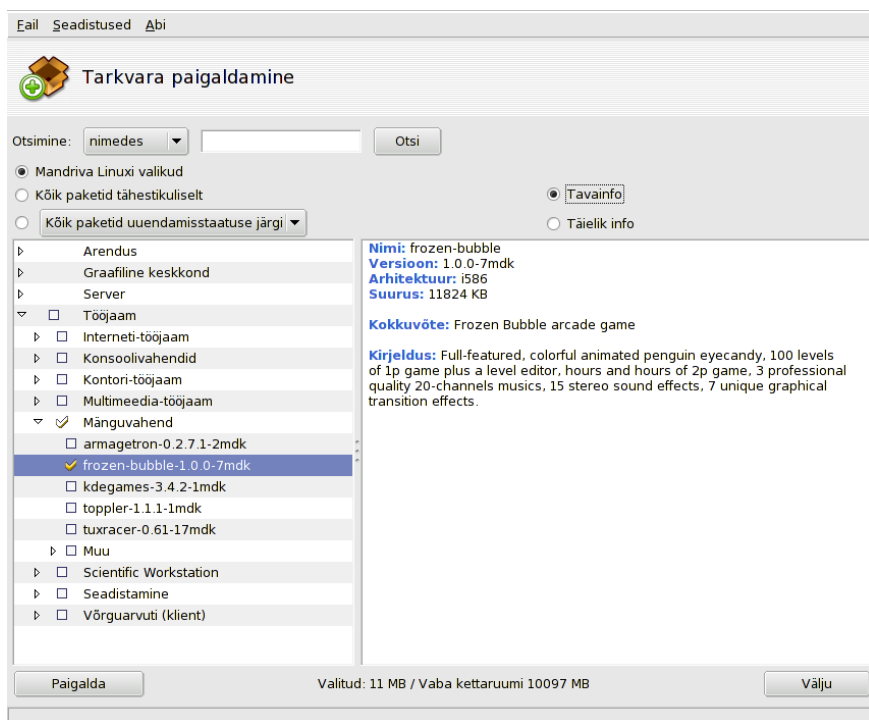 Fail Seadistused Abi
Tarkvara paigaldamine
Otsimine: nimedes Otsi
Mandriva Linuxi valikud
Kõik paketid tähestikuliselt
Tavainfo
Kõik paketid uuendamisstaatuse järgi
Täielik info
Arendus
Graafiline keskkond
Server
Tööjaam
Interneti-tööjaam
Konsoolivahendid
Kontori-tööjaam
Multimeedia-tööjaam
Mänguvahend
armagetron-0.2.7.1-2mdk
frozen-bubble-1.0.0-7mdk
kdegames-3.4.2-1mdk
toppler-1.1.1-1mdk
tuxracer-0.61-17mdk
Muu
Scientific Workstation
Seadistamine
Võrguarvuti (klient)
Nimi: frozen-bubble
Versioon: 1.0.0-7mdk
Arhitektuur: i586
Suurus: 11824 KB
Kokkuvõte: Frozen Bubble arcade game
Kirjeldus: Full-featured, colorful animated penguin eyecandy, 100 levels
of 1p game plus a level editor, hours and hours of 2p game, 3 professional
quality 20-channels musics, 15 stereo sound effects, 7 unique graphical
transition effects.
Paigalda Valitud: 11 MB / Vaba kettaruumi 10097 MB Välju